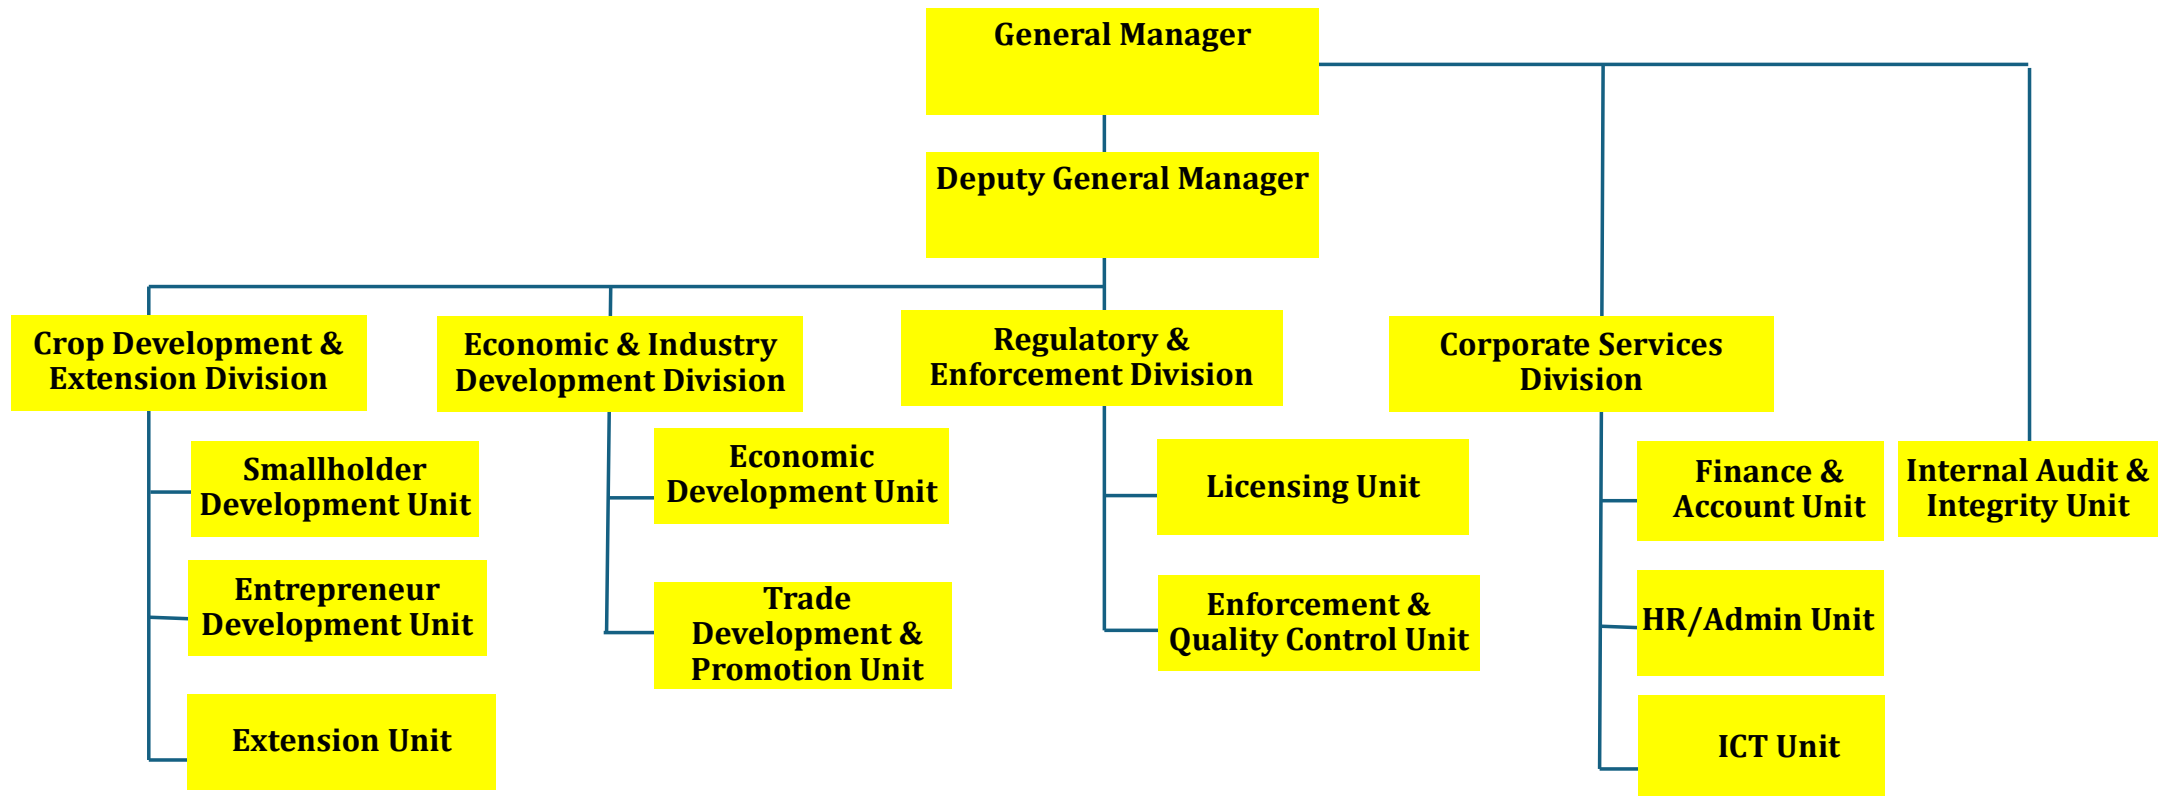 General Manager
Deputy General Manager
Crop Development &
Extension Division
Economic & Industry
Development Division
Regulatory &
Enforcement Division
Corporate Services
Division
Smallholder
Development Unit
Entrepreneur
Development Unit
Extension Unit
Economic
Development Unit
Trade
Development &
Promotion Unit
Licensing Unit
Enforcement &
Quality Control Unit
Finance &
Account Unit
HR/Admin Unit
ICT Unit
Internal Audit &
Integrity Unit